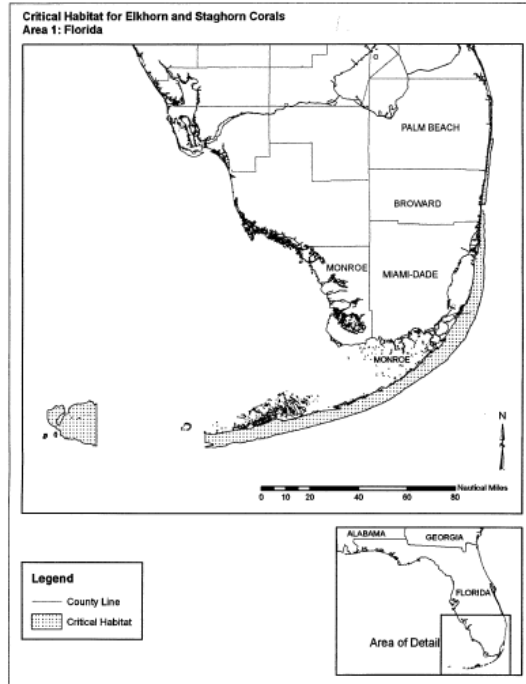 Critical Habitat for Elkhorn and Staghorn Corals
Area 1: Florida
PALM BEACH
BROWARD
MONROE
MIAMI-DADE
MONROE
N
Nautical Miles
0 10 20 40 60 80
ALABAMA
GEORGIA
FLORIDA
Area of Detail
Legend
County Line
Critical Habitat